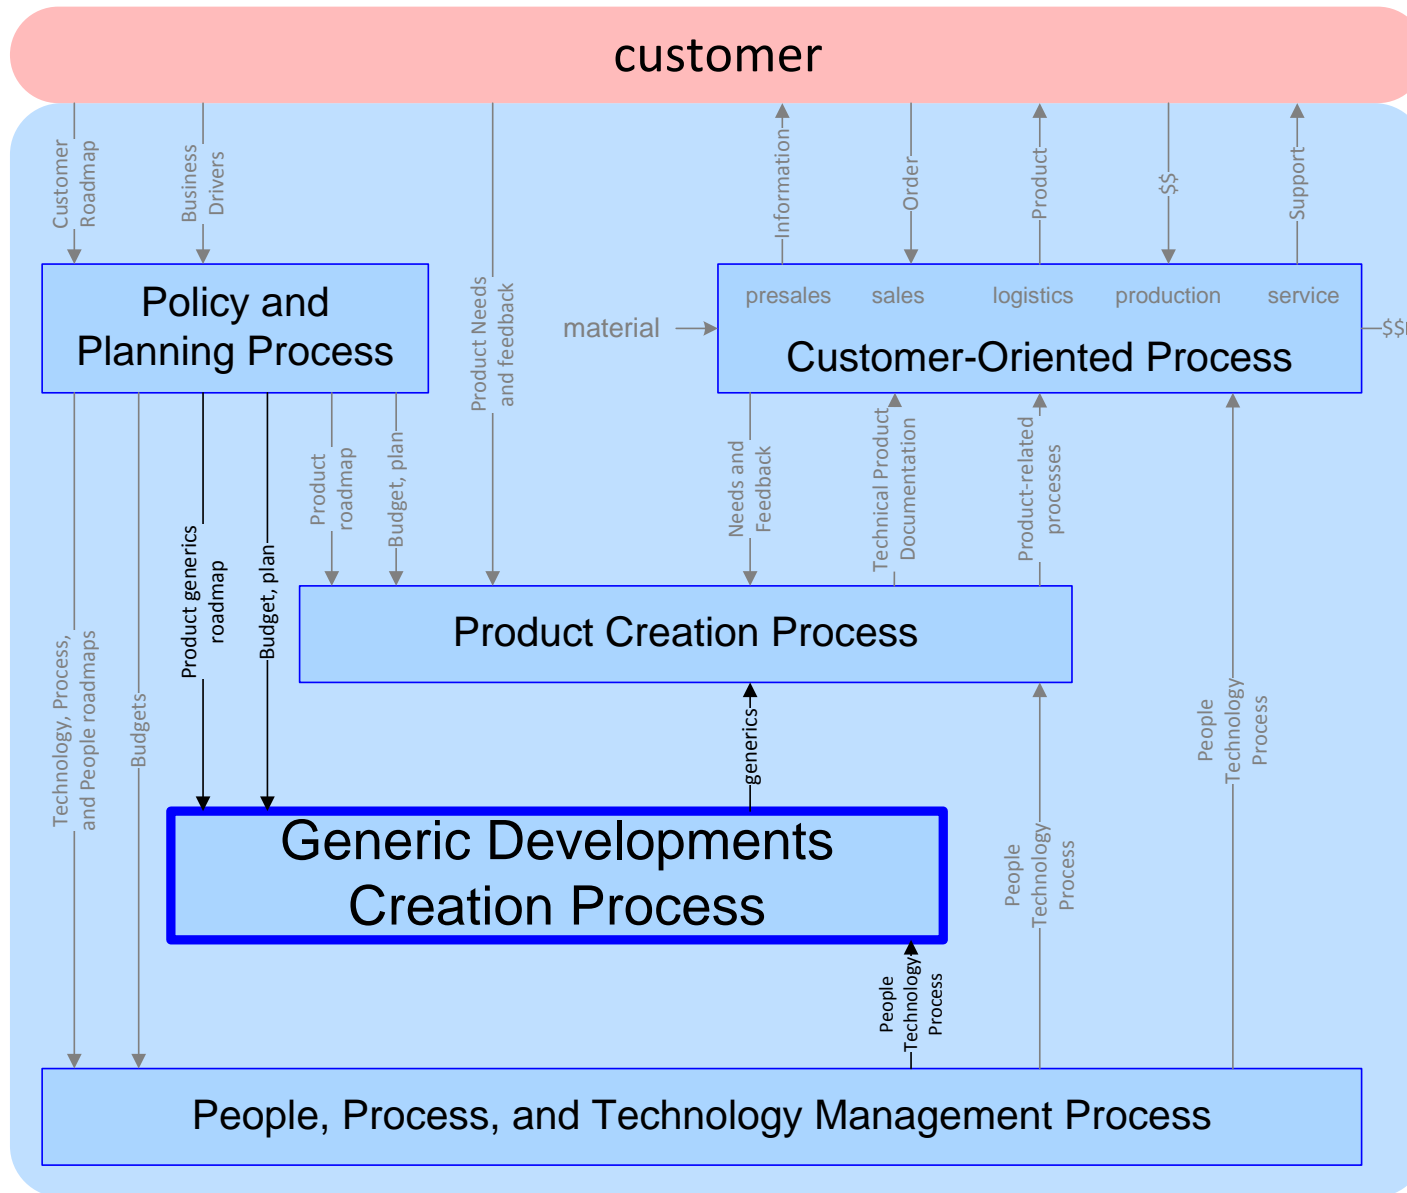 customer
Customer
Roadmap
Business
Drivers
Product Needs
and feedback
Information
Order
Product
$$
Support
Policy and
Planning Process
presales
sales
logistics
production
service
material
Customer-Oriented Process
$$
Technology, Process,
and People roadmaps
Budgets
Product generics
roadmap
Budget, plan
Product
roadmap
Budget, plan
Needs and
Feedback
Technical Product
Documentation
Product-related
processes
People
Technology
Process
Product Creation Process
generics
People
Technology
Process
Generic Developments
Creation Process
People
Technology
Process
People, Process, and Technology Management Process